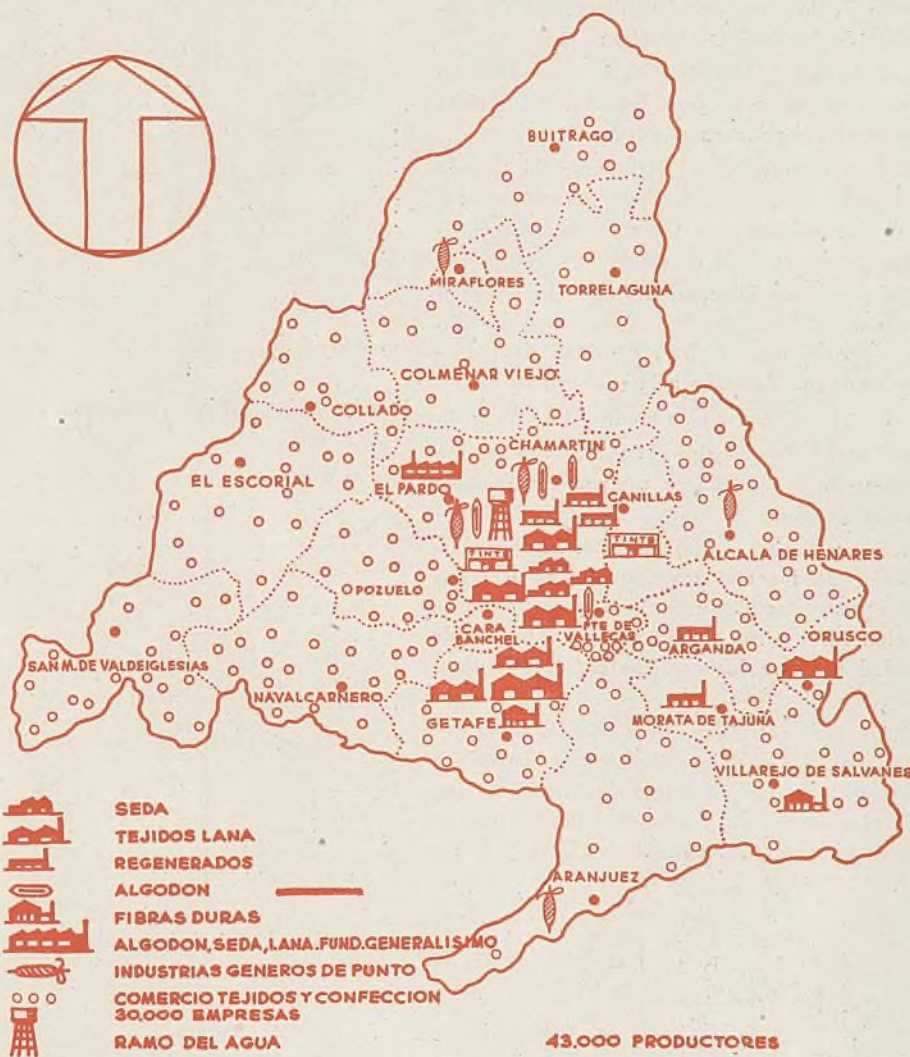 BUITRAGO
MIRAFLORES
TORRELAGUNA
COLMENAR VIEJO
COLLADO
CHAMARTIN
EL ESCORIAL
EL PARDO
CANILLAS
TINTE
TINTE
ALCALA DE HENARES
POZUELO
CARA
BANCHEL
PTE DE
VALLECAS
ARGANDA
ORUSCO
SAN M. DE VALDEIGLESIAS
NAVALCARNERO
GETAFE
MORATA DE TAJUÑA
VILLAREJO DE SALVANES
ARANJUEZ
SEDA
TEJIDOS LANA
REGENERADOS
ALGODON
FIBRAS DURAS
ALGODON, SEDA, LANA. FUND. GENERALISIMO
INDUSTRIAS GENEROS DE PUNTO
COMERCIO TEJIDOS Y CONFECCION
30,000 EMPRESAS
RAMO DEL AGUA
43,000 PRODUCTORES